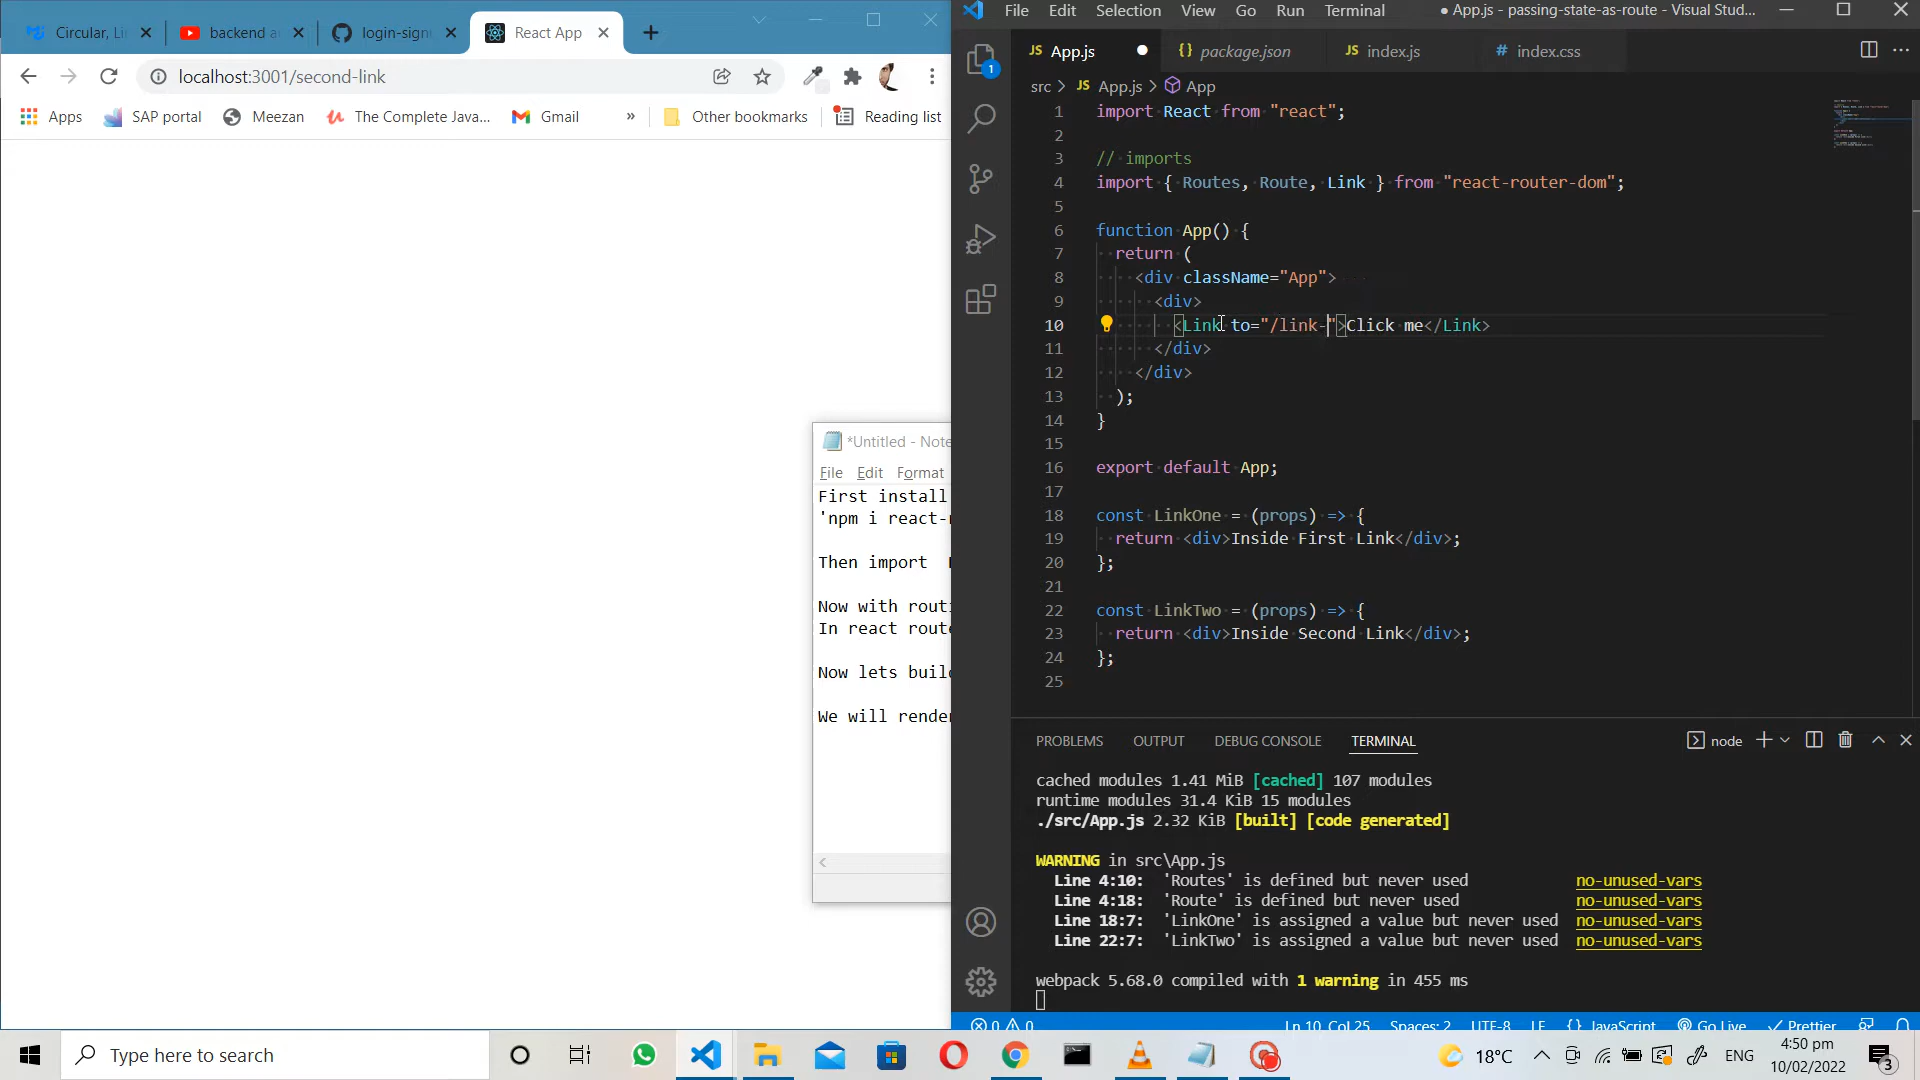 Circular, Li
backend a
login-sign
React App
localhost:3001/second-link
Apps
SAP portal
Meezan
The Complete Java...
Gmail
»
Other bookmarks
Reading list
*Untitled - Note
File Edit Format
First install
'npm i react-r
Then import
Now with routi
In react route
Now lets build
We will render
File Edit Selection View Go Run Terminal
● App.js - passing-state-as-route - Visual Stud...
JS App.js
{} package.json
JS index.js
# index.css
1
src > JS App.js > App
1 import React from "react";
2
3 // imports
4 import { Routes, Route, Link } from "react-router-dom";
5
6 function App() {
7 return (
8 <div className="App">
9 <div>
10 <Link to="/link-">Click me</Link>
11 </div>
12 </div>
13 );
14 }
15
16 export default App;
17
18 const LinkOne = (props) => {
19 return <div>Inside First Link</div>;
20 };
21
22 const LinkTwo = (props) => {
23 return <div>Inside Second Link</div>;
24 };
25
PROBLEMS OUTPUT DEBUG CONSOLE TERMINAL
node
cached modules 1.41 MiB [cached] 107 modules
runtime modules 31.4 KiB 15 modules
./src/App.js 2.32 KiB [built] [code generated]
WARNING in src\App.js
Line 4:10: 'Routes' is defined but never used no-unused-vars
Line 4:18: 'Route' is defined but never used no-unused-vars
Line 18:7: 'LinkOne' is assigned a value but never used no-unused-vars
Line 22:7: 'LinkTwo' is assigned a value but never used no-unused-vars
webpack 5.68.0 compiled with 1 warning in 455 ms
0 0 Ln 10, Col 25 Spaces: 2 UTF-8 LF {} JavaScript Go Live Prettier
Type here to search
18°C
ENG
4:50 pm
10/02/2022
3